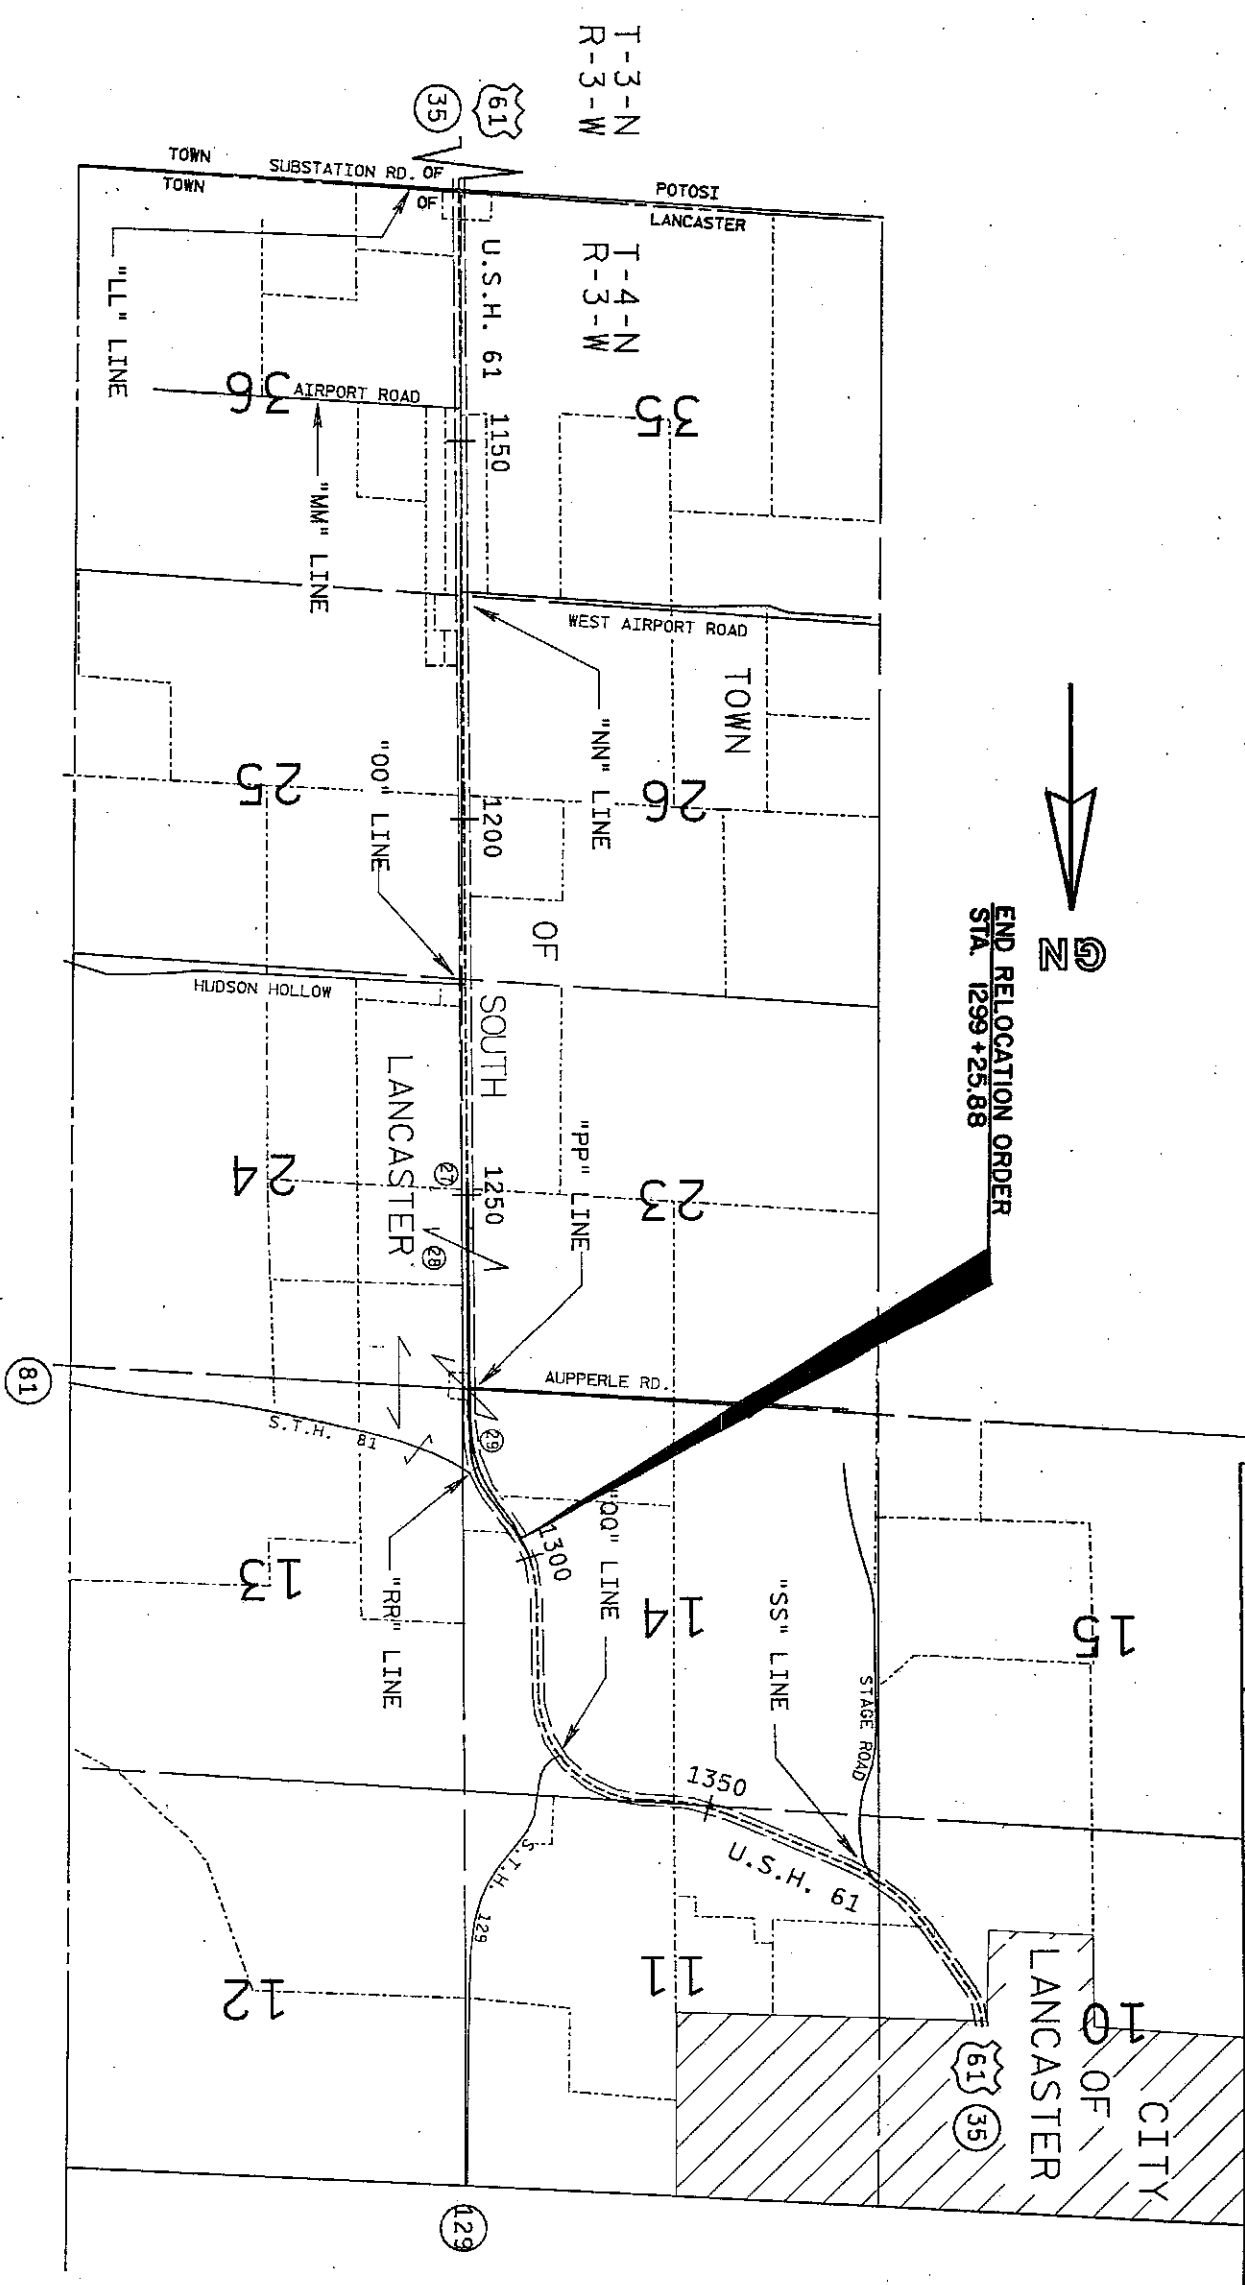 T-3-N
R-3-W
61
35
TOWN
SUBSTATION RD. OF
POTOSI
TOWN
OF
LANCASTER
T-4-N
R-3-W
"LL" LINE
U.S.H. 61
36
AIRPORT ROAD
35
1150
"MM" LINE
WEST AIRPORT ROAD
TOWN
"NN" LINE
"OO" LINE
25
26
1200
OF
GN
END RELOCATION ORDER
STA. 1299+25.88
HUDSON HOLLOW
SOUTH
LANCASTER
"PP" LINE
24
27
1250
23
28
81
AUPPERLE RD.
S.T.H. 81
29
"QQ" LINE
1300
13
"RR" LINE
14
"SS" LINE
15
STAGE ROAD
1350
U.S.H. 61
S.T.H. 129
12
11
10
CITY
OF
LANCASTER
61
35
129